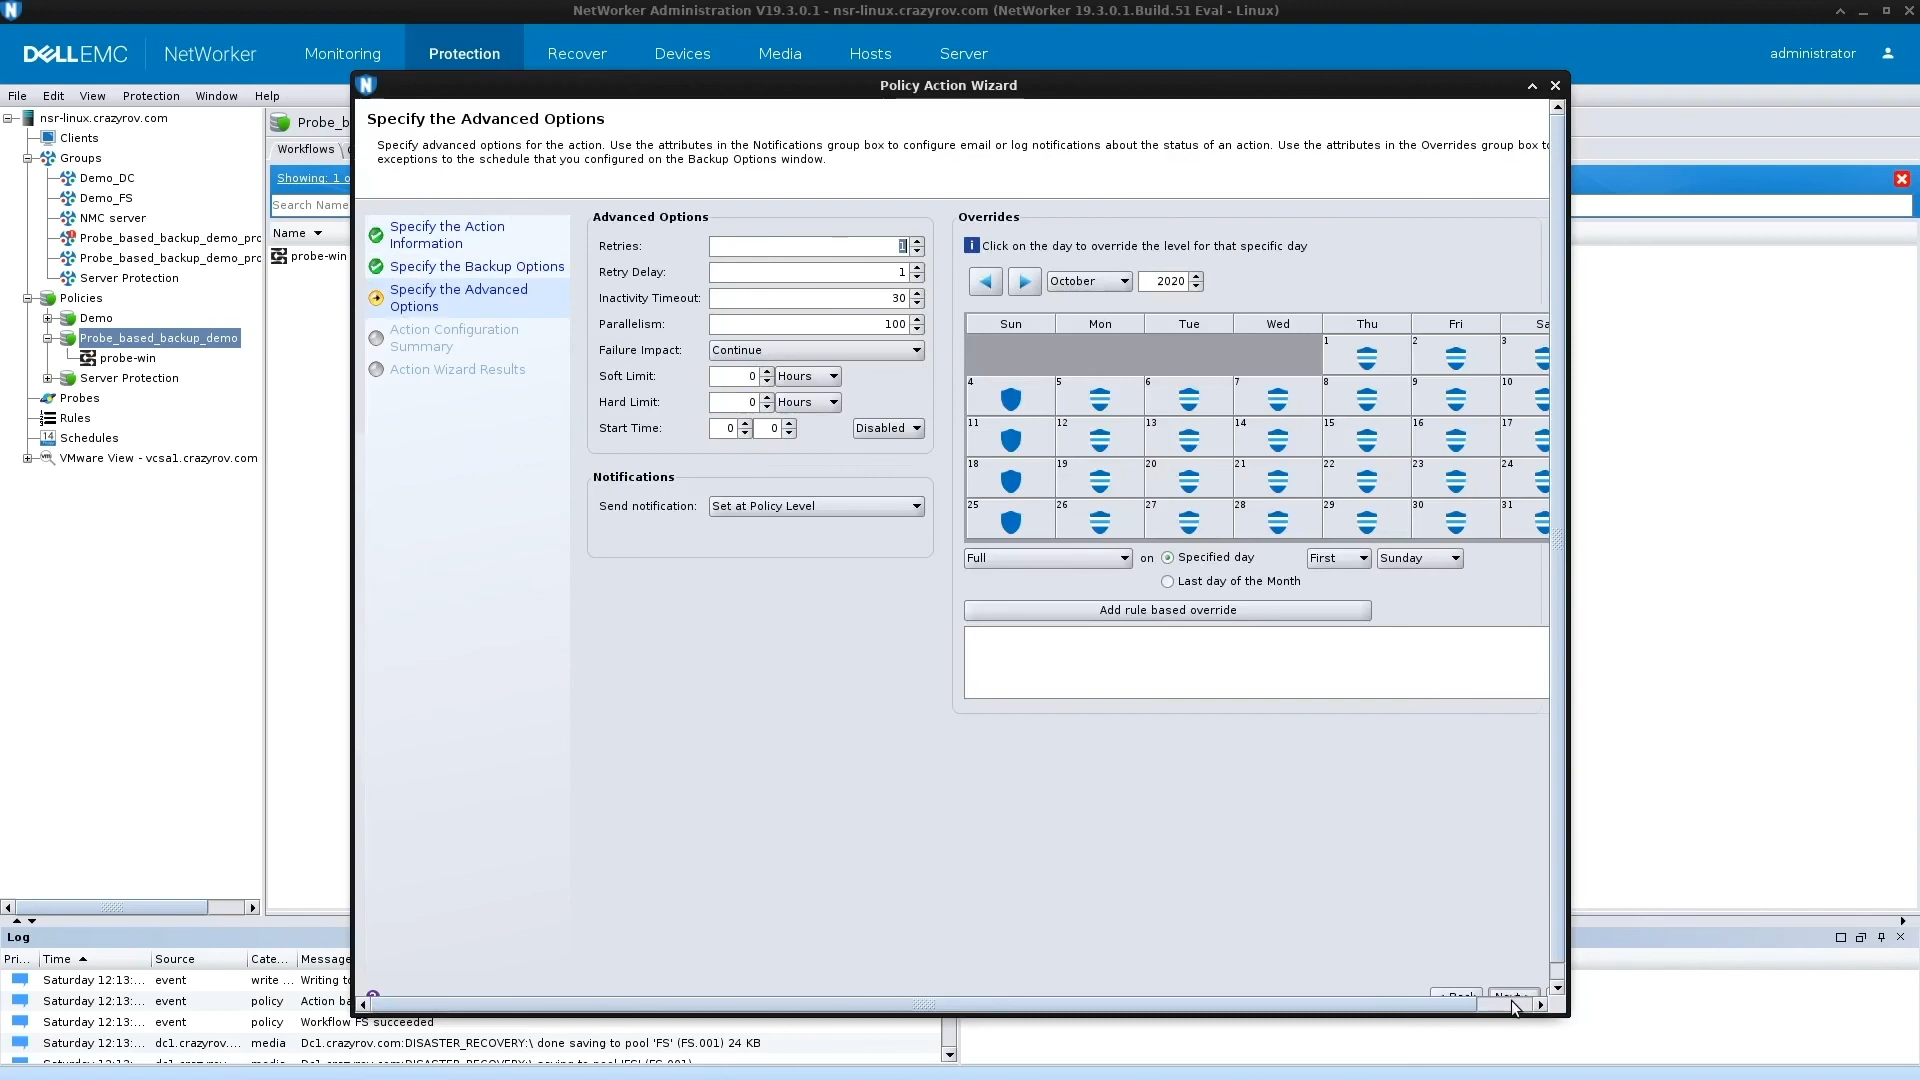 NetWorker Administration V19.3.0.1 - nsr-linux.crazyrov.com (NetWorker 19.3.0.1.Build.51 Eval - Linux)
DELLEMC NetWorker Monitoring Protection Recover Devices Media Hosts Server administrator
File Edit View Protection Window Help
nsr-linux.crazyrov.com
Clients
Groups
Demo_DC
Demo_FS
NMC server
Probe_based_backup_demo_pro
Probe_based_backup_demo_pro
Server Protection
Policies
Demo
Probe_based_backup_demo
probe-win
Server Protection
Probes
Rules
Schedules
VMware View - vcsa1.crazyrov.com
Probe_b
Workflows
Showing: 1 o
Search Name
Name
probe-win
Policy Action Wizard
Specify the Advanced Options
Specify advanced options for the action. Use the attributes in the Notifications group box to configure email or log notifications about the status of an action. Use the attributes in the Overrides group box to
exceptions to the schedule that you configured on the Backup Options window.
Specify the Action
Information
Specify the Backup Options
Specify the Advanced
Options
Action Configuration
Summary
Action Wizard Results
Advanced Options
Retries: 1
Retry Delay: 1
Inactivity Timeout: 30
Parallelism: 100
Failure Impact: Continue
Soft Limit: 0 Hours
Hard Limit: 0 Hours
Start Time: 0 0 Disabled
Notifications
Send notification: Set at Policy Level
Overrides
Click on the day to override the level for that specific day
October 2020
Sun Mon Tue Wed Thu Fri Sa
1 2 3
4 5 6 7 8 9 10
11 12 13 14 15 16 17
18 19 20 21 22 23 24
25 26 27 28 29 30 31
Full on Specified day First Sunday
Last day of the Month
Add rule based override
Back Next
Log
Pri... Time Source Cate... Message
Saturday 12:13:... event write ... Writing to
Saturday 12:13:... event policy Action ba
Saturday 12:13:... event policy Workflow FS succeeded
Saturday 12:13:... dc1.crazyrov.... media Dc1.crazyrov.com:DISASTER_RECOVERY:\ done saving to pool 'FS' (FS.001) 24 KB